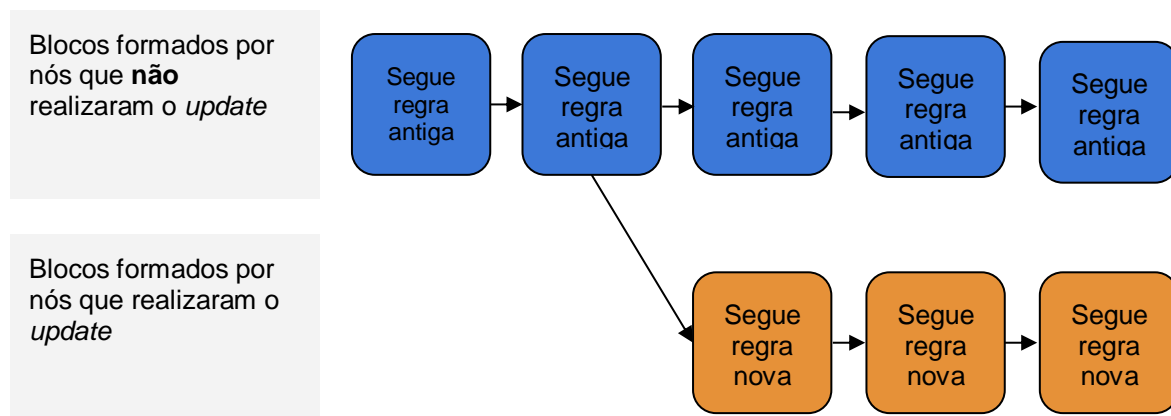 Blocos formados por
nós que não
realizaram o update
Segue
regra
antiga
Segue
regra
antiga
Segue
regra
antiga
Segue
regra
antiga
Segue
regra
antiga
Blocos formados por
nós que realizaram o
update
Segue
regra
nova
Segue
regra
nova
Segue
regra
nova